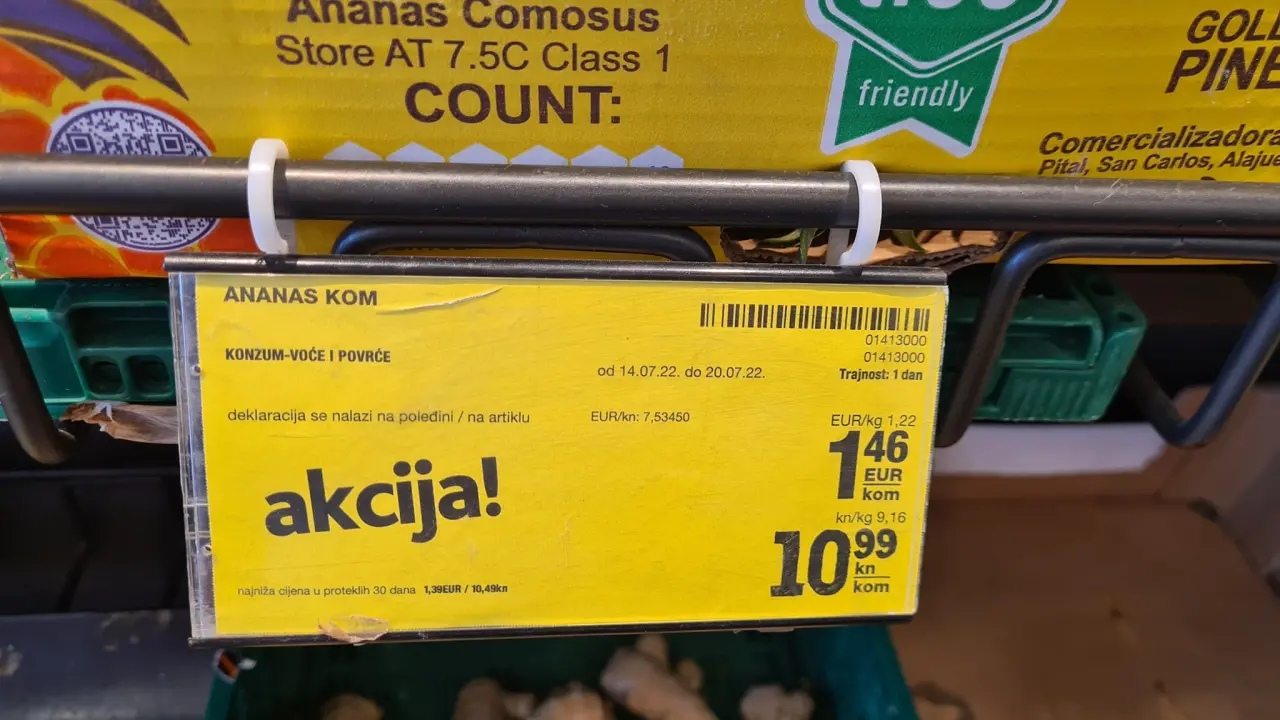 Ananas Comosus
Store AT 7.5C Class 1
COUNT:
friendly
Comercializadora
Pital, San Carlos,
ANANAS KOM
01413000
01413000
KONZUM-VOĆE I POVRĆE
od 14.07.22. do 20.07.22.
Trajnost: 1 dan
deklaracija se nalazi na poleđini / na artiklu
EUR/kn: 7,53450
EUR/kg 1,22
1 46
EUR
kom
akcija!
kn/kg 9,16
10 99
kn
kom
najniža cijena u proteklih 30 dana 1,39EUR / 10,49kn